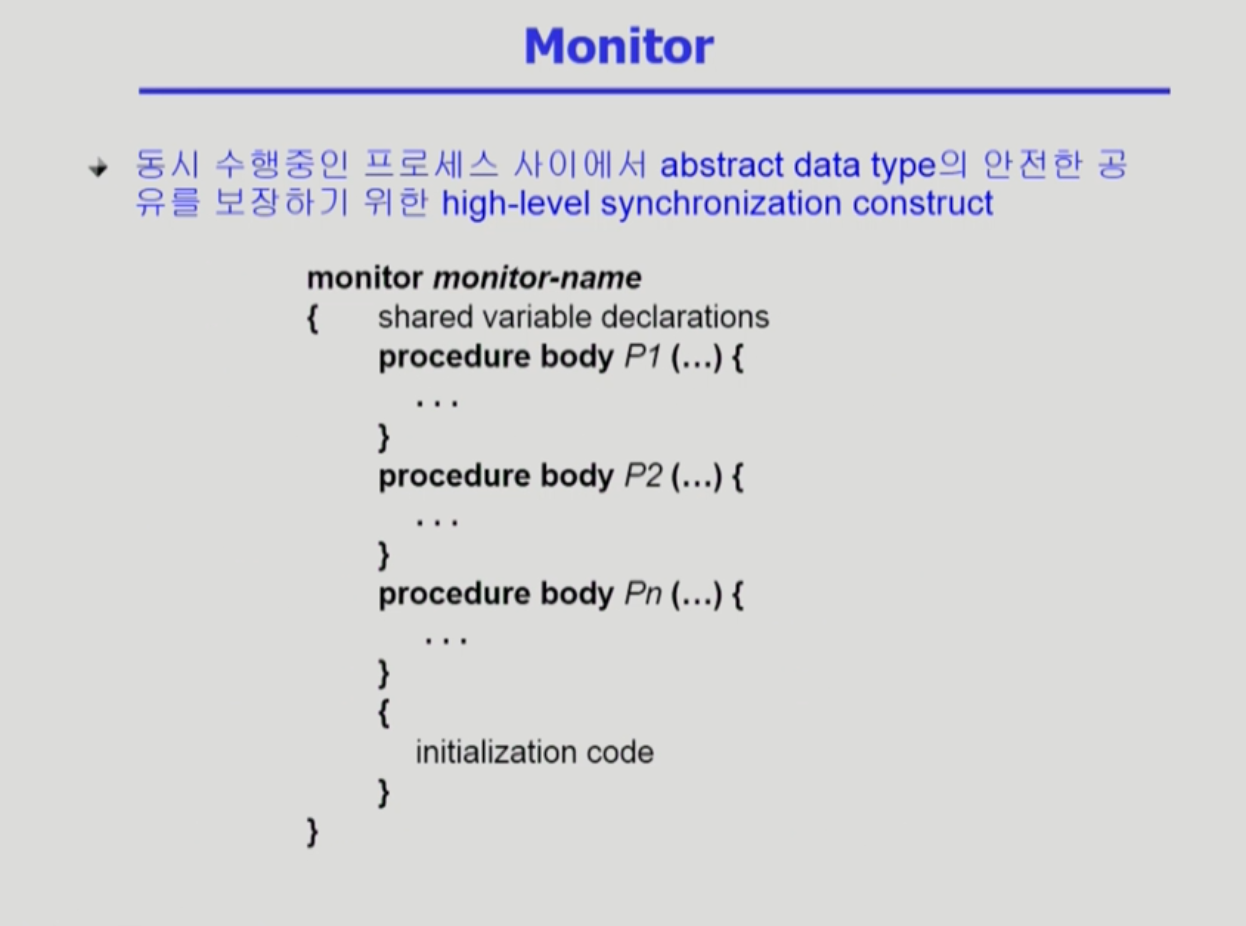 Monitor
동시 수행중인 프로세스 사이에서 abstract data type의 안전한 공
유를 보장하기 위한 high-level synchronization construct
monitor monitor-name
{ shared variable declarations
procedure body P1 (...) {
. . .
}
procedure body P2 (...) {
. . .
}
procedure body Pn (...) {
. . .
}
{
initialization code
}
}